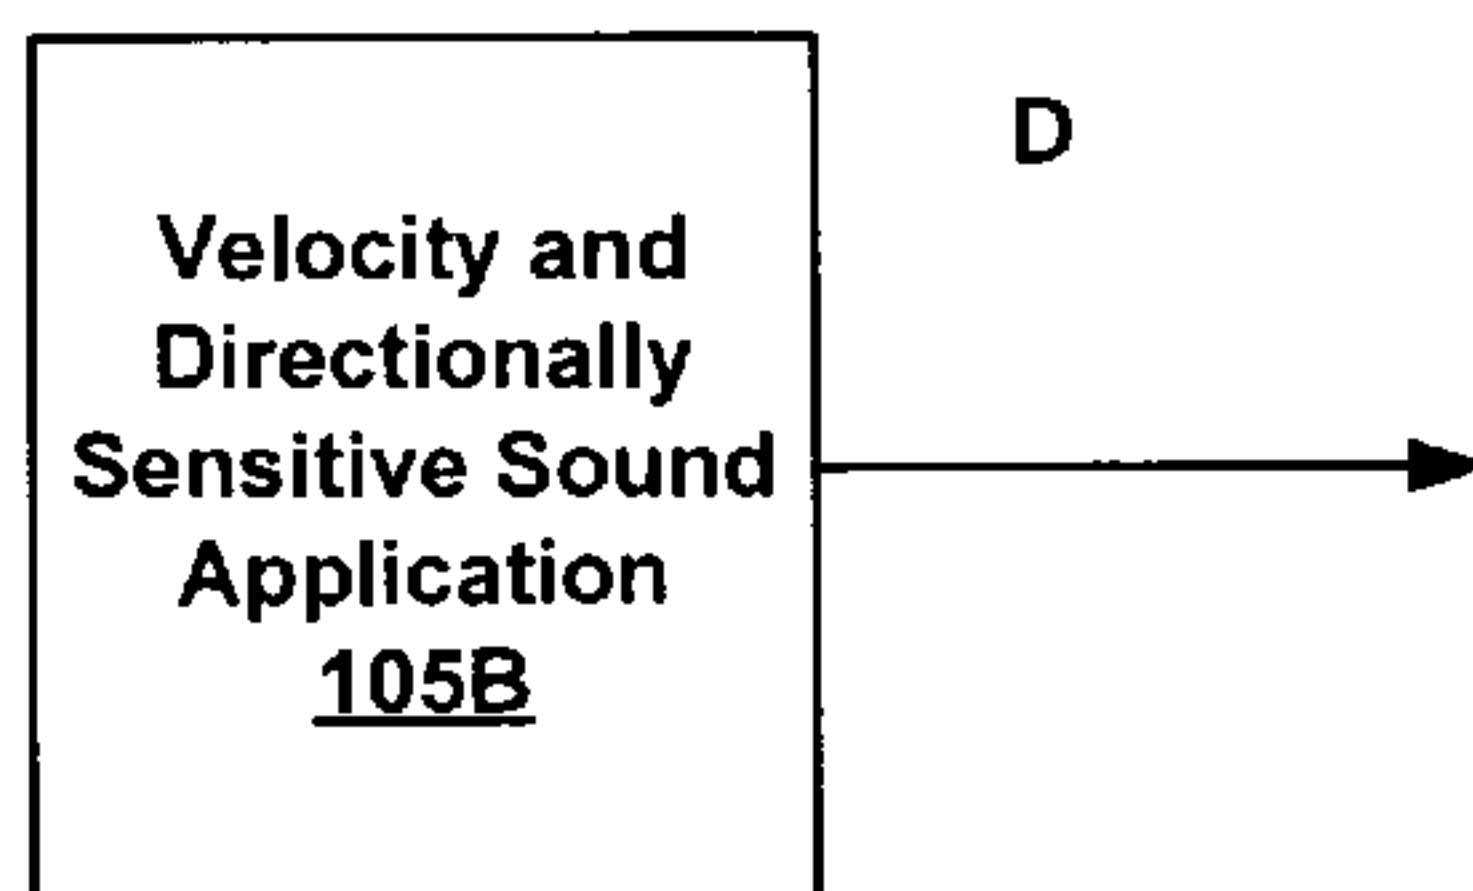 D
Velocity and
Directionally
Sensitive Sound
Application
105B